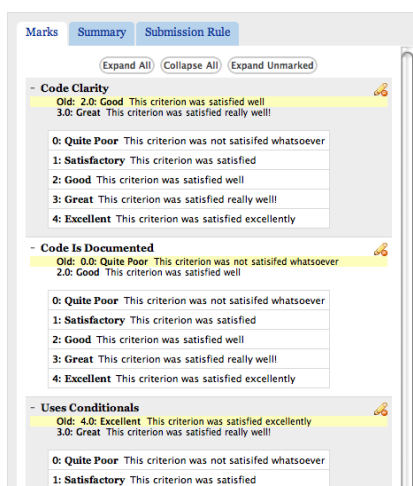 Marks Summary Submission Rule
Expand All Collapse All Expand Unmarked
- Code Clarity
Old: 2.0: Good This criterion was satisfied well
3.0: Great This criterion was satisfied really well!
0: Quite Poor This criterion was not satisifed whatsoever
1: Satisfactory This criterion was satisfied
2: Good This criterion was satisfied well
3: Great This criterion was satisfied really well!
4: Excellent This criterion was satisfied excellently
- Code Is Documented
Old: 0.0: Quite Poor This criterion was not satisifed whatsoever
2.0: Good This criterion was satisfied well
0: Quite Poor This criterion was not satisifed whatsoever
1: Satisfactory This criterion was satisfied
2: Good This criterion was satisfied well
3: Great This criterion was satisfied really well!
4: Excellent This criterion was satisfied excellently
- Uses Conditionals
Old: 4.0: Excellent This criterion was satisfied excellently
3.0: Great This criterion was satisfied really well!
0: Quite Poor This criterion was not satisifed whatsoever
1: Satisfactory This criterion was satisfied